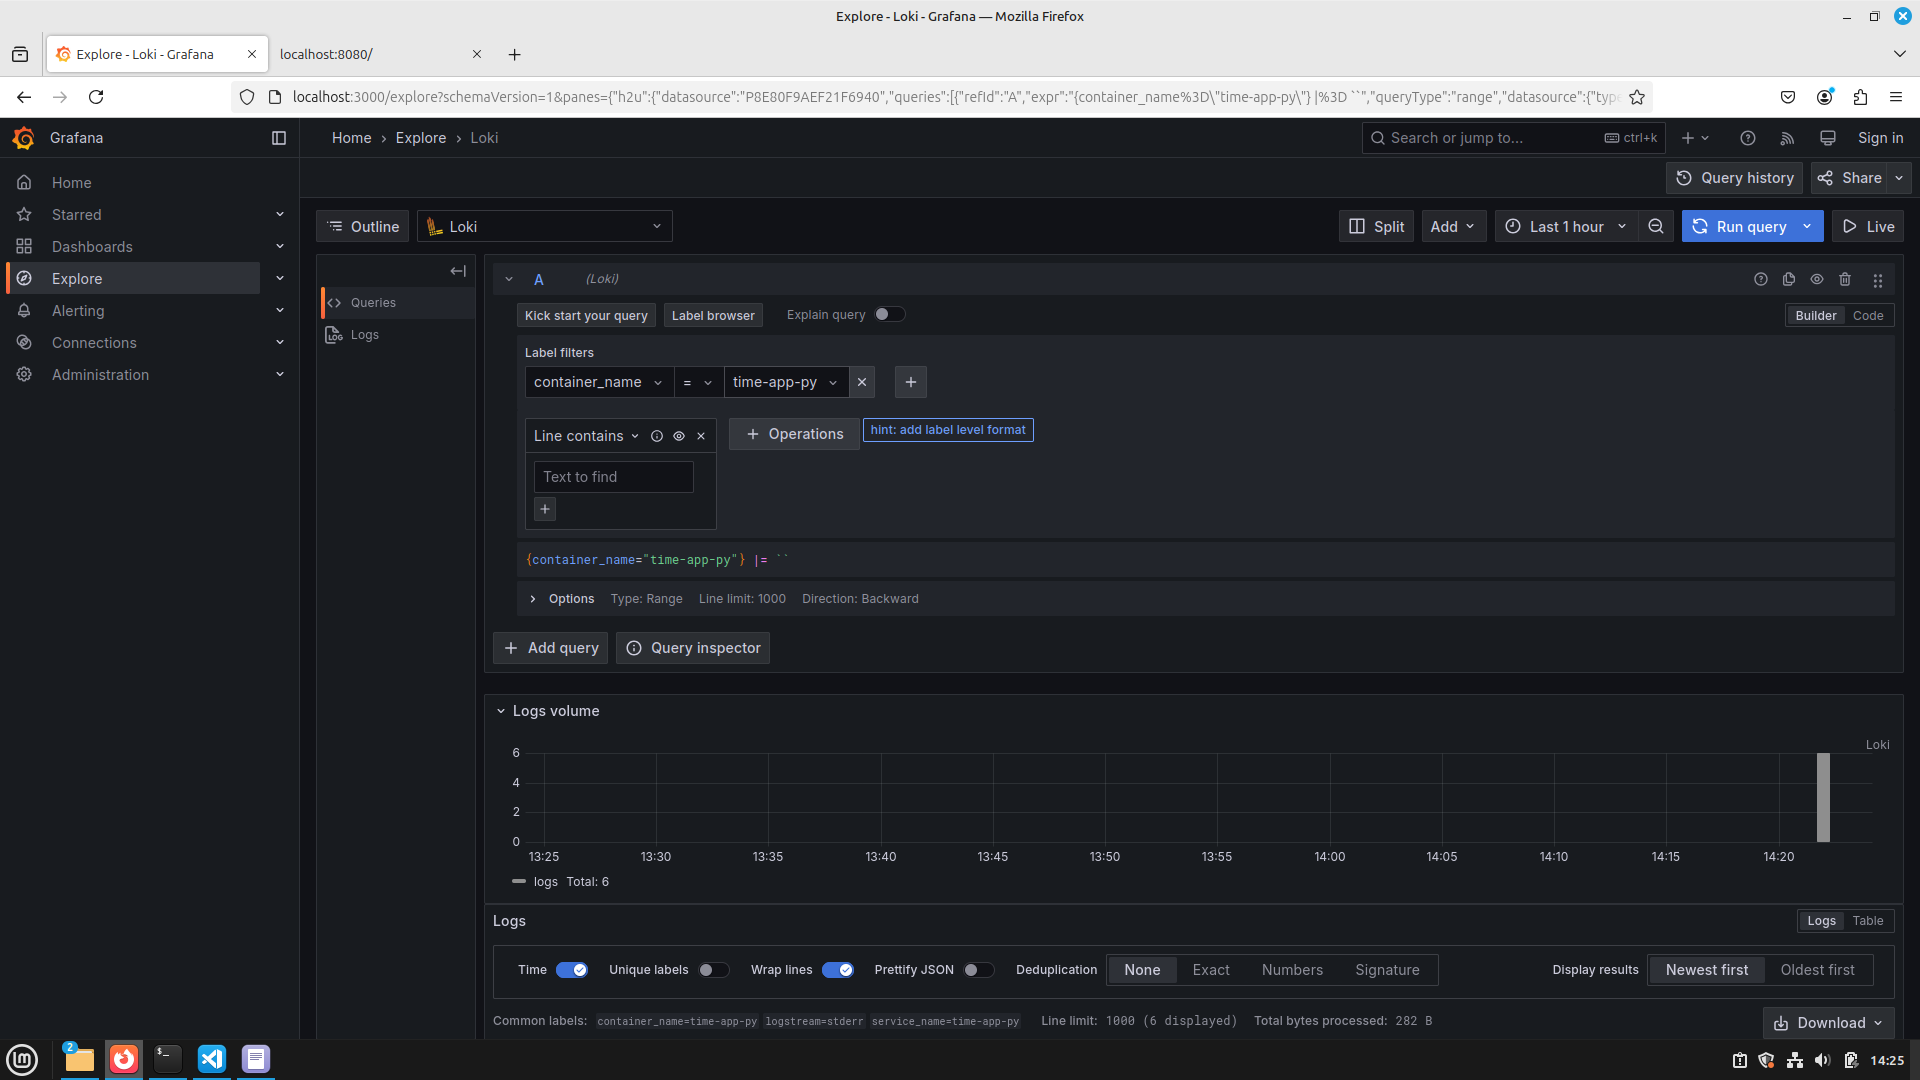 Explore - Loki - Grafana — Mozilla Firefox
Explore - Loki - Grafana
localhost:8080/
localhost:3000/explore?schemaVersion=1&panes={"h2u":{"datasource":"P8E80F9AEF21F6940","queries":[{"refId":"A","expr":"{container_name%3D\"time-app-py\"} |%3D ``","queryType":"range","datasource":{"type
Grafana
Home › Explore › Loki
Search or jump to...
ctrl+k
Sign in
Query history
Share
Home
Starred
Dashboards
Explore
Alerting
Connections
Administration
Outline
Loki
Split
Add
Last 1 hour
Run query
Live
Queries
Logs
A
(Loki)
Kick start your query
Label browser
Explain query
Builder
Code
Label filters
container_name
=
time-app-py
Line contains
Operations
hint: add label level format
Text to find
{container_name="time-app-py"} |= ``
Options Type: Range Line limit: 1000 Direction: Backward
Add query
Query inspector
Logs volume
Loki
6
4
2
0
13:25 13:30 13:35 13:40 13:45 13:50 13:55 14:00 14:05 14:10 14:15 14:20
logs Total: 6
Logs
Logs
Table
Time
Unique labels
Wrap lines
Prettify JSON
Deduplication
None
Exact
Numbers
Signature
Display results
Newest first
Oldest first
Common labels: container_name=time-app-py logstream=stderr service_name=time-app-py Line limit: 1000 (6 displayed) Total bytes processed: 282 B
Download
2
$_
14:25